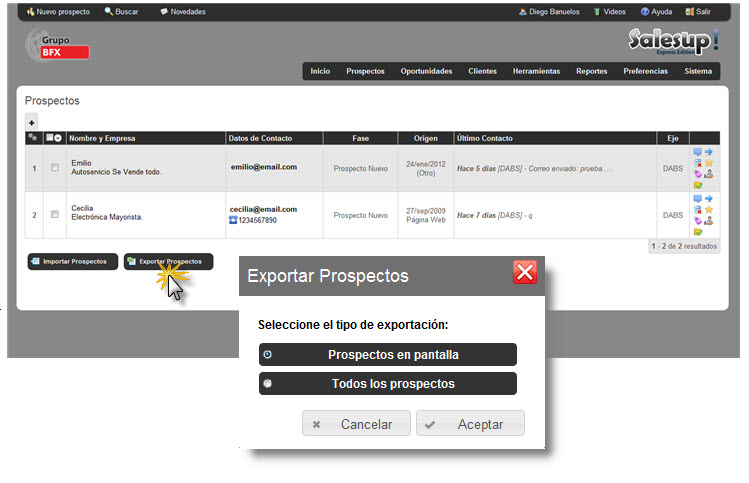 Nuevo prospecto Buscar Novedades Diego Banuelos Videos Ayuda Salir
Grupo
BFX
Salesup!
Express Edition
Inicio Prospectos Oportunidades Clientes Herramientas Reportes Preferencias Sistema
Prospectos
+
Nombre y Empresa Datos de Contacto Fase Origen Último Contacto Eje
1 Emilio
Autoservicio Se Vende todo. emilio@email.com Prospecto Nuevo 24/ene/2012
(Otro) Hace 5 días [DABS] - Correo enviado: prueba..... DABS
2 Cecilia
Electrónica Mayorista. cecilia@email.com
1234567890 Prospecto Nuevo 27/sep/2009
Página Web Hace 7 días [DABS] - q DABS
1 - 2 de 2 resultados
Importar Prospectos Exportar Prospectos
Exportar Prospectos
Seleccione el tipo de exportación:
Prospectos en pantalla
Todos los prospectos
Cancelar Aceptar